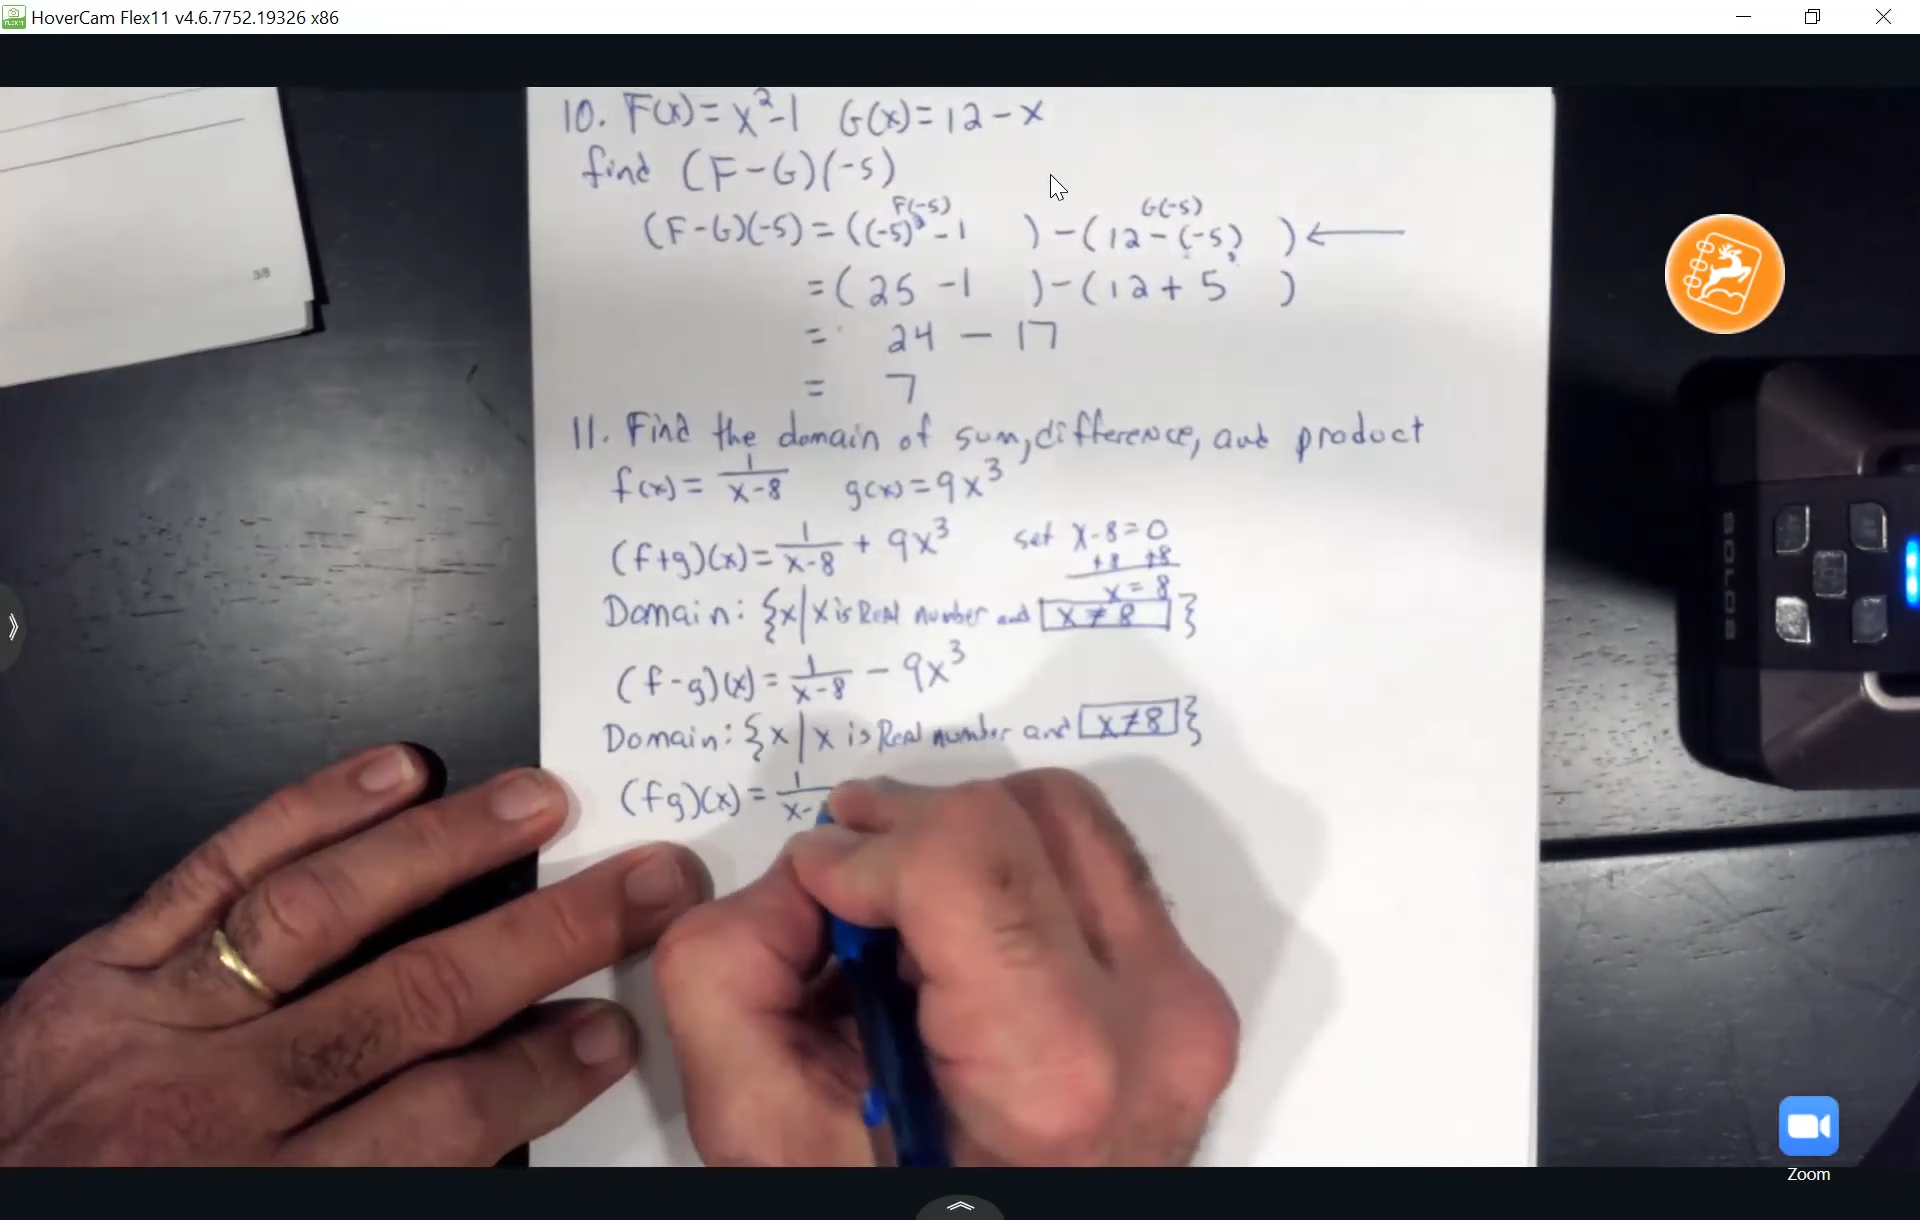 HoverCam Flex11 v4.6.7752.19326 x86
10. F(x) = x² - 1 G(x) = 12 - x
find (F - G)(-5)
F(-5) G(-5)
(F - G)(-5) = ((-5)² - 1 ) - ( 12 - (-5) ) ←
= ( 25 - 1 ) - ( 12 + 5 )
= 24 - 17
= 7
11. Find the domain of sum, difference, and product
f(x) = 1/(x-8) g(x) = 9x³
(f+g)(x) = 1/(x-8) + 9x³ set x-8=0
+8 +8
x = 8
Domain: {x|x is Real number and x ≠ 8 }
(f-g)(x) = 1/(x-8) - 9x³
Domain: {x|x is Real number and x≠8}
(fg)(x) = 1/(x-
38
SOLO8
Zoom